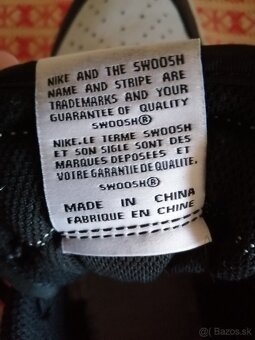 NIKE AND THE SWOOSH
NAME AND STRIPE ARE
TRADEMARKS AND YOUR
GUARANTEE OF QUALITY
SWOOSH®
NIKE.LE TERME SWOOSH
ET SON SIGLE SONT DES
MARQUES DEPOSÉES ET
VOTRE GARANTIE DE QUALITE.
SWOOSH®
MADE IN CHINA
FABRIQUE EN CHINE
Bazos.sk